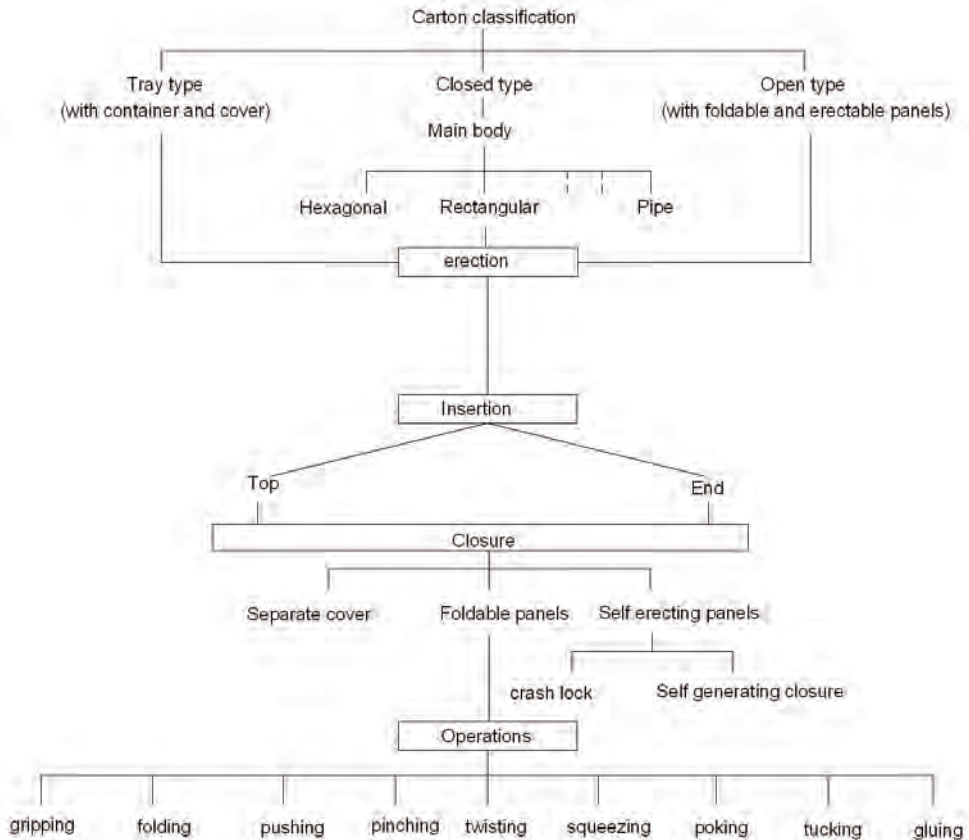 Carton classification
Tray type
(with container and cover)
Closed type
Open type
(with foldable and erectable panels)
Main body
Hexagonal
Rectangular
Pipe
erection
Insertion
Top
End
Closure
Separate cover
Foldable panels
Self erecting panels
crash lock
Self generating closure
Operations
gripping
folding
pushing
pinching
twisting
squeezing
poking
tucking
gluing